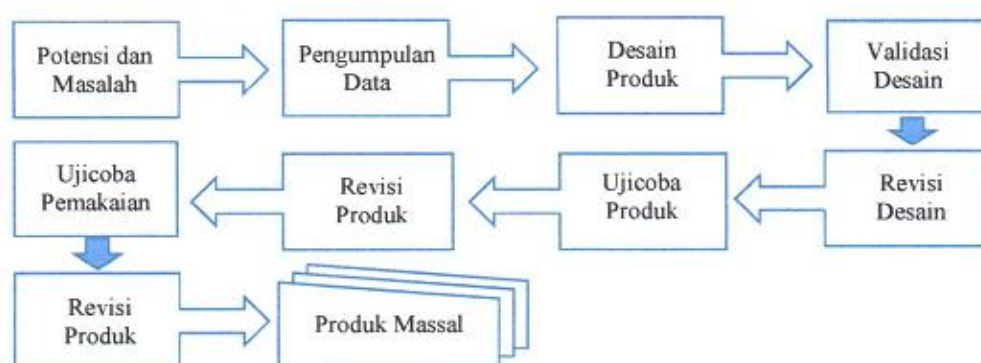 Potensi dan
Masalah
Pengumpulan
Data
Desain
Produk
Validasi
Desain
Revisi
Desain
Ujicoba
Produk
Revisi
Produk
Ujicoba
Pemakaian
Revisi
Produk
Produk Massal